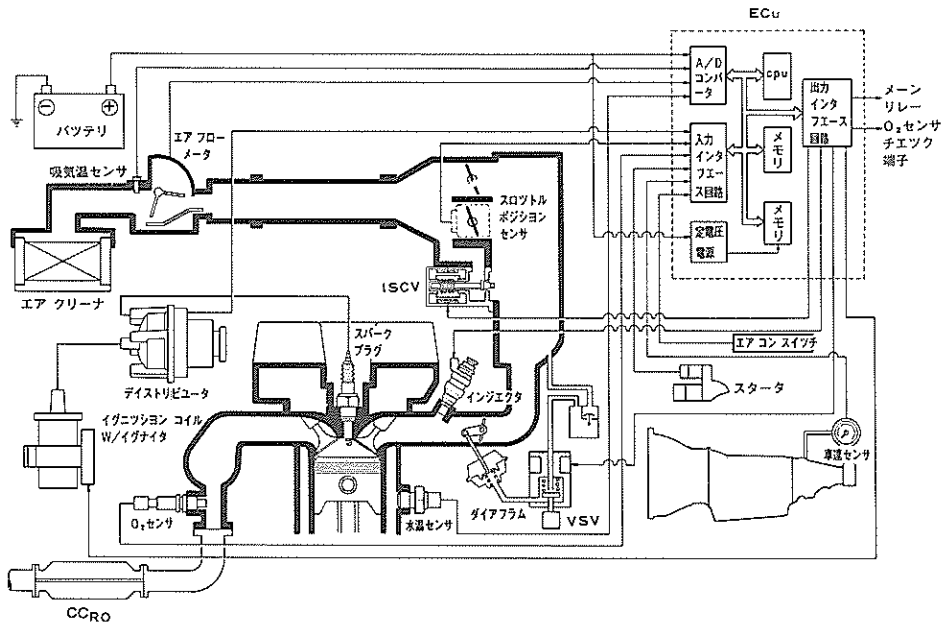 ECu
A/D
コンバ
ータ
cpu
出力
インタ
フエース
回路
メーン
リレー
O₂センサ
チエツク
端子
⊖
⊕
バッテリ
エア フロー
メータ
入力
インタ
フエー
ス回路
メモリ
吸気温センサ
スロツトル
ポジション
センサ
定電圧
電源
メモリ
ISCV
エア クリーナ
スパーク
プラグ
エア コン スイッチ
デイストリビュータ
インジェクタ
スタータ
イグニツシヨン コイル
W/イグナイタ
車速センサ
O₂センサ
水温センサ
ダイアフラム
VSV
CCRO